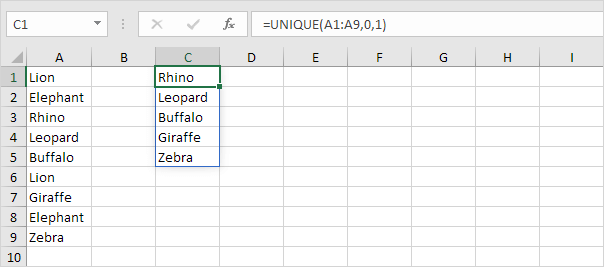 C1 fx =UNIQUE(A1:A9,0,1)
A B C D E F G H I
1 Lion Rhino
2 Elephant Leopard
3 Rhino Buffalo
4 Leopard Giraffe
5 Buffalo Zebra
6 Lion
7 Giraffe
8 Elephant
9 Zebra
10